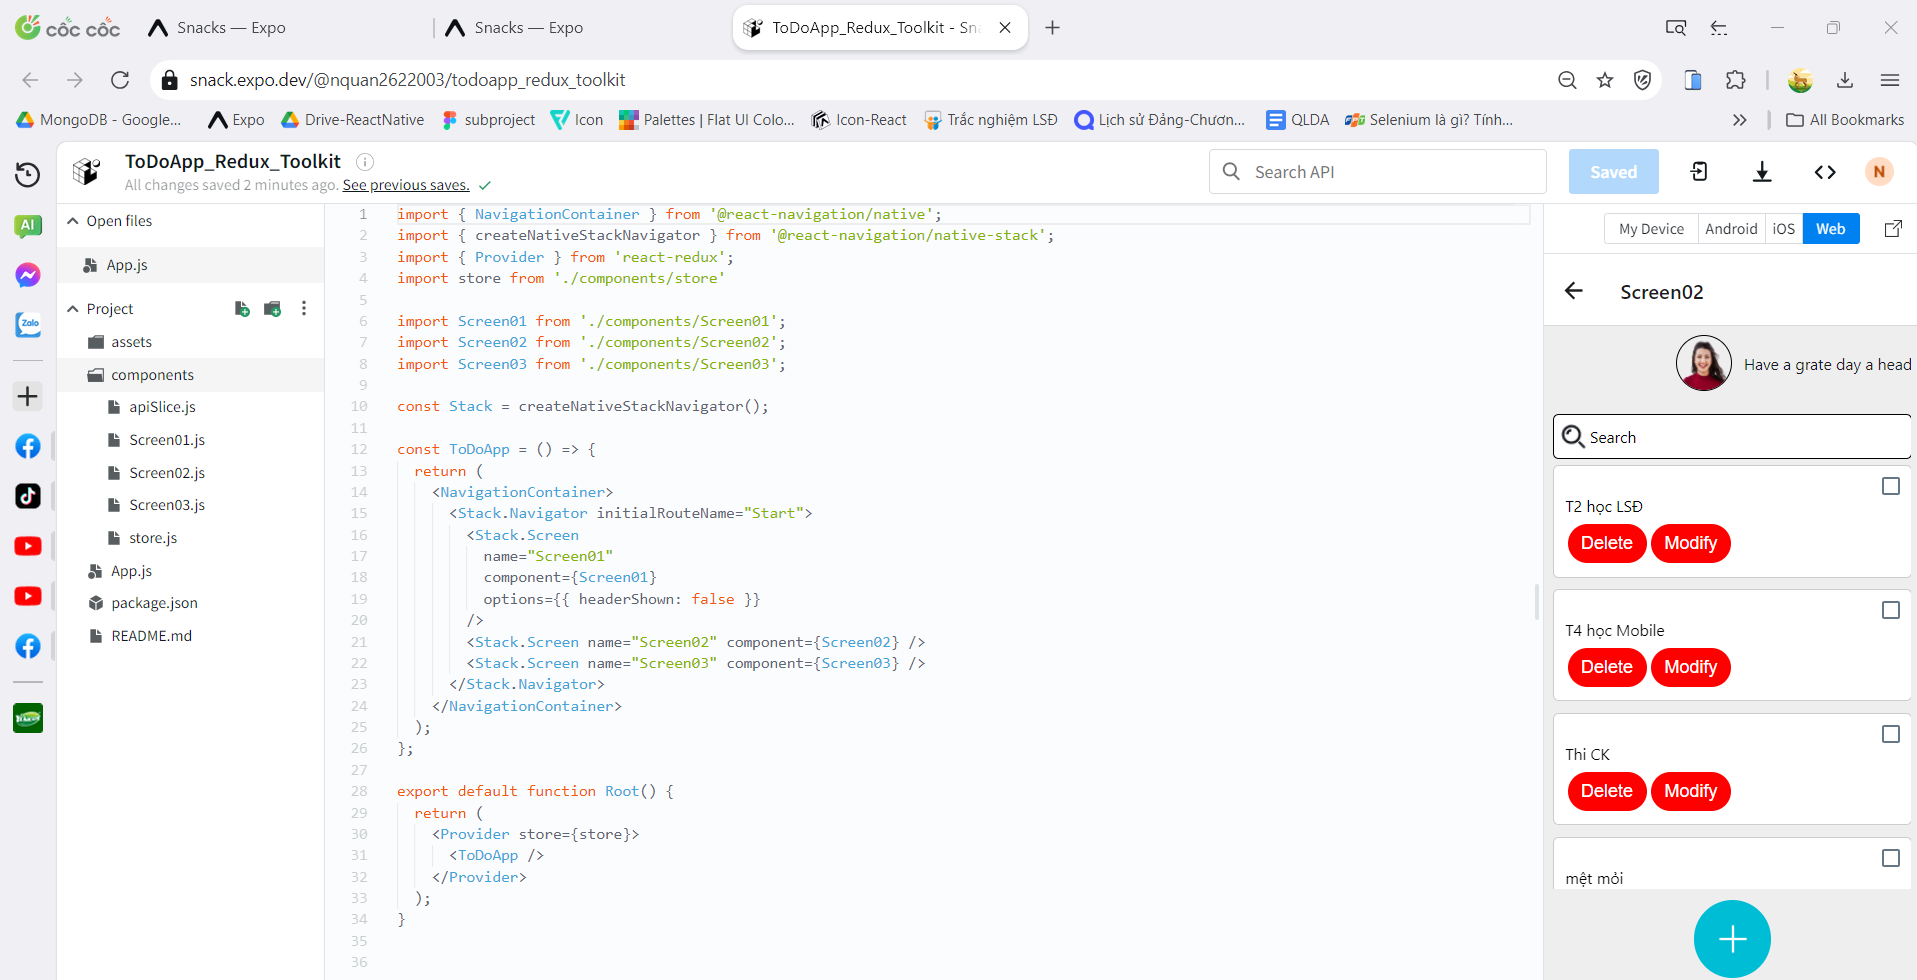 cốc cốc
Snacks — Expo
Snacks — Expo
ToDoApp_Redux_Toolkit - Sna
snack.expo.dev/@nquan2622003/todoapp_redux_toolkit
MongoDB - Google...
Expo
Drive-ReactNative
subproject
Icon
Palettes | Flat UI Colo...
Icon-React
Trắc nghiệm LSĐ
Lịch sử Đảng-Chươn...
QLDA
Selenium là gì? Tính...
All Bookmarks
ToDoApp_Redux_Toolkit
All changes saved 2 minutes ago. See previous saves.
Search API
Saved
N
AI
Zalo
Open files
App.js
Project
assets
components
apiSlice.js
Screen01.js
Screen02.js
Screen03.js
store.js
App.js
package.json
README.md
1 import { NavigationContainer } from '@react-navigation/native';
2 import { createNativeStackNavigator } from '@react-navigation/native-stack';
3 import { Provider } from 'react-redux';
4 import store from './components/store'
5
6 import Screen01 from './components/Screen01';
7 import Screen02 from './components/Screen02';
8 import Screen03 from './components/Screen03';
9
10 const Stack = createNativeStackNavigator();
11
12 const ToDoApp = () => {
13 return (
14 <NavigationContainer>
15 <Stack.Navigator initialRouteName="Start">
16 <Stack.Screen
17 name="Screen01"
18 component={Screen01}
19 options={{ headerShown: false }}
20 />
21 <Stack.Screen name="Screen02" component={Screen02} />
22 <Stack.Screen name="Screen03" component={Screen03} />
23 </Stack.Navigator>
24 </NavigationContainer>
25 );
26 };
27
28 export default function Root() {
29 return (
30 <Provider store={store}>
31 <ToDoApp />
32 </Provider>
33 );
34 }
35
36
My Device
Android
iOS
Web
Screen02
Have a grate day a head
Search
T2 học LSĐ
Delete
Modify
T4 học Mobile
Delete
Modify
Thi CK
Delete
Modify
mệt mỏi